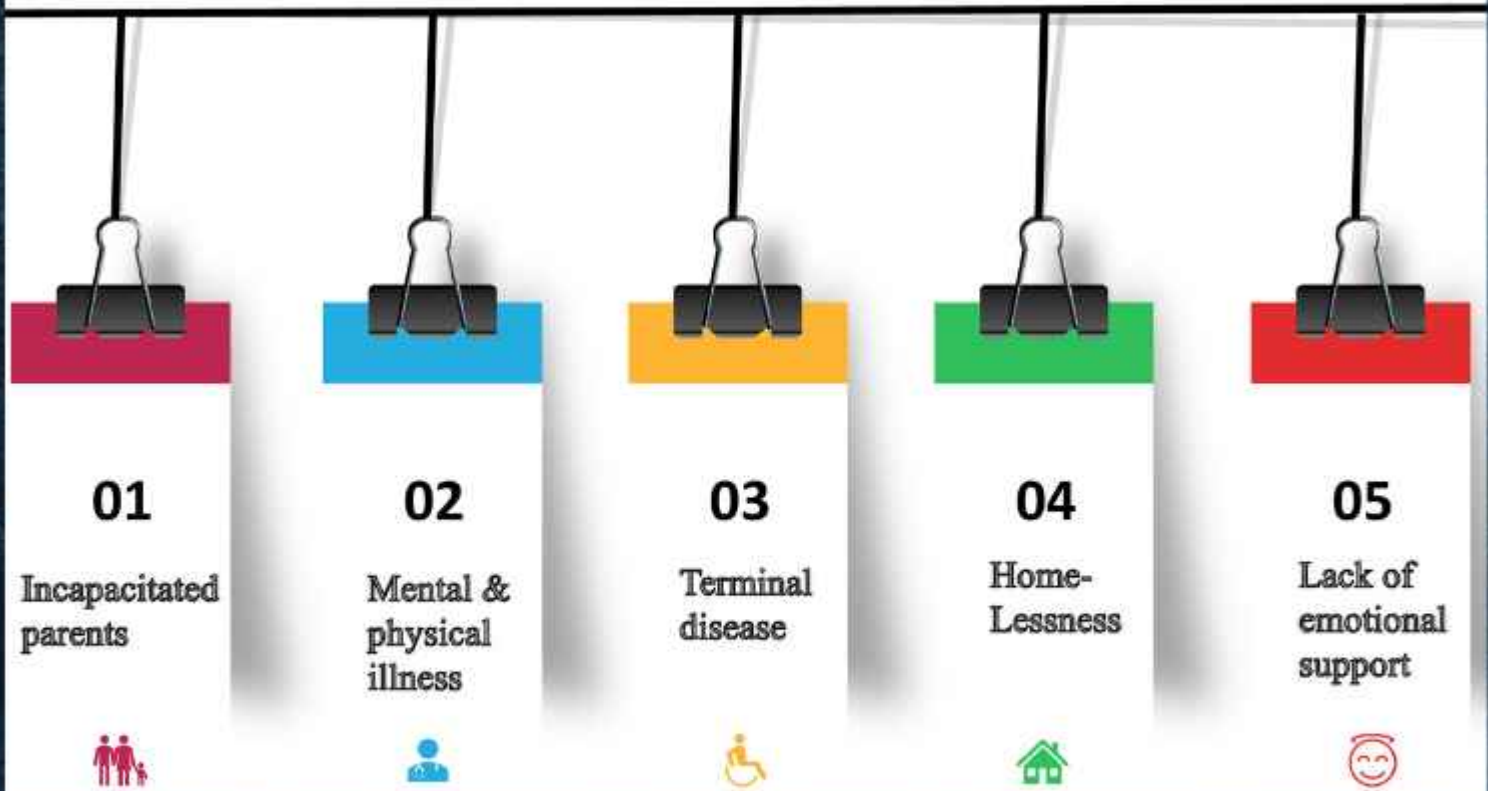 01
Incapacitated
parents
02
Mental &
physical
illness
03
Terminal
disease
04
Home-
Lessness
05
Lack of
emotional
support